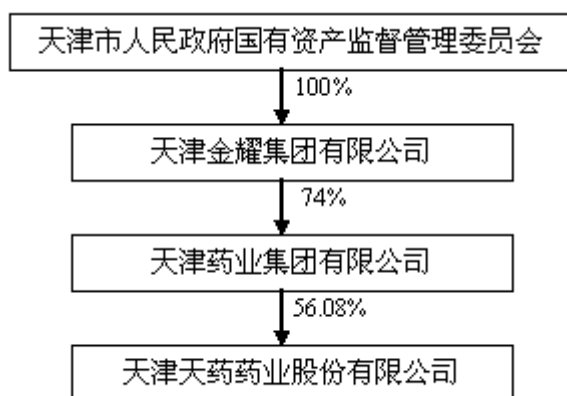 天津市人民政府国有资产监督管理委员会
100%
天津金耀集团有限公司
74%
天津药业集团有限公司
56.08%
天津天药药业股份有限公司